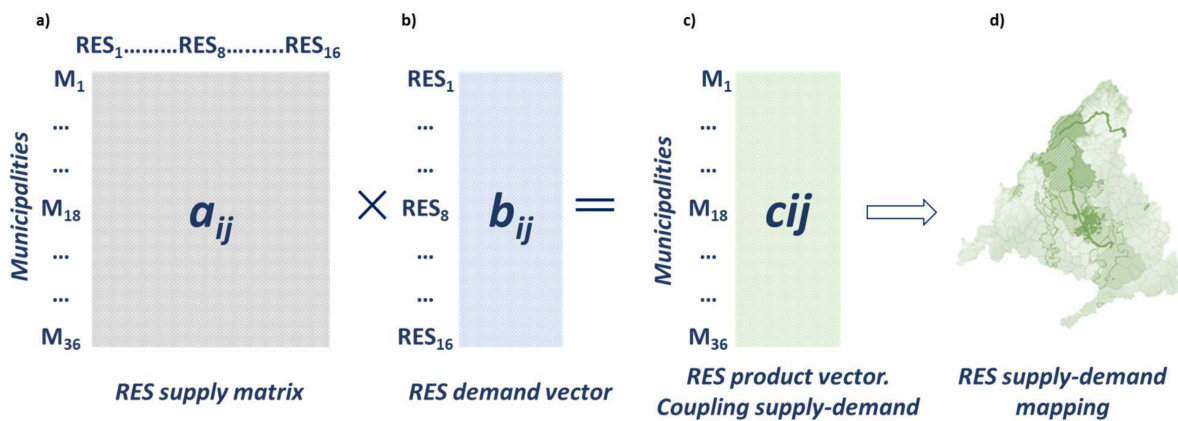 a)
RES₁.........RES₈.........RES₁₆
Municipalities
M₁
...
...
M₁₈
...
...
M₃₆
aᵢⱼ
RES supply matrix
×
b)
RES₁
...
...
RES₈
...
...
RES₁₆
bᵢⱼ
RES demand vector
=
c)
Municipalities
M₁
...
...
M₁₈
...
...
M₃₆
cij
RES product vector.
Coupling supply-demand
d)
RES supply-demand
mapping